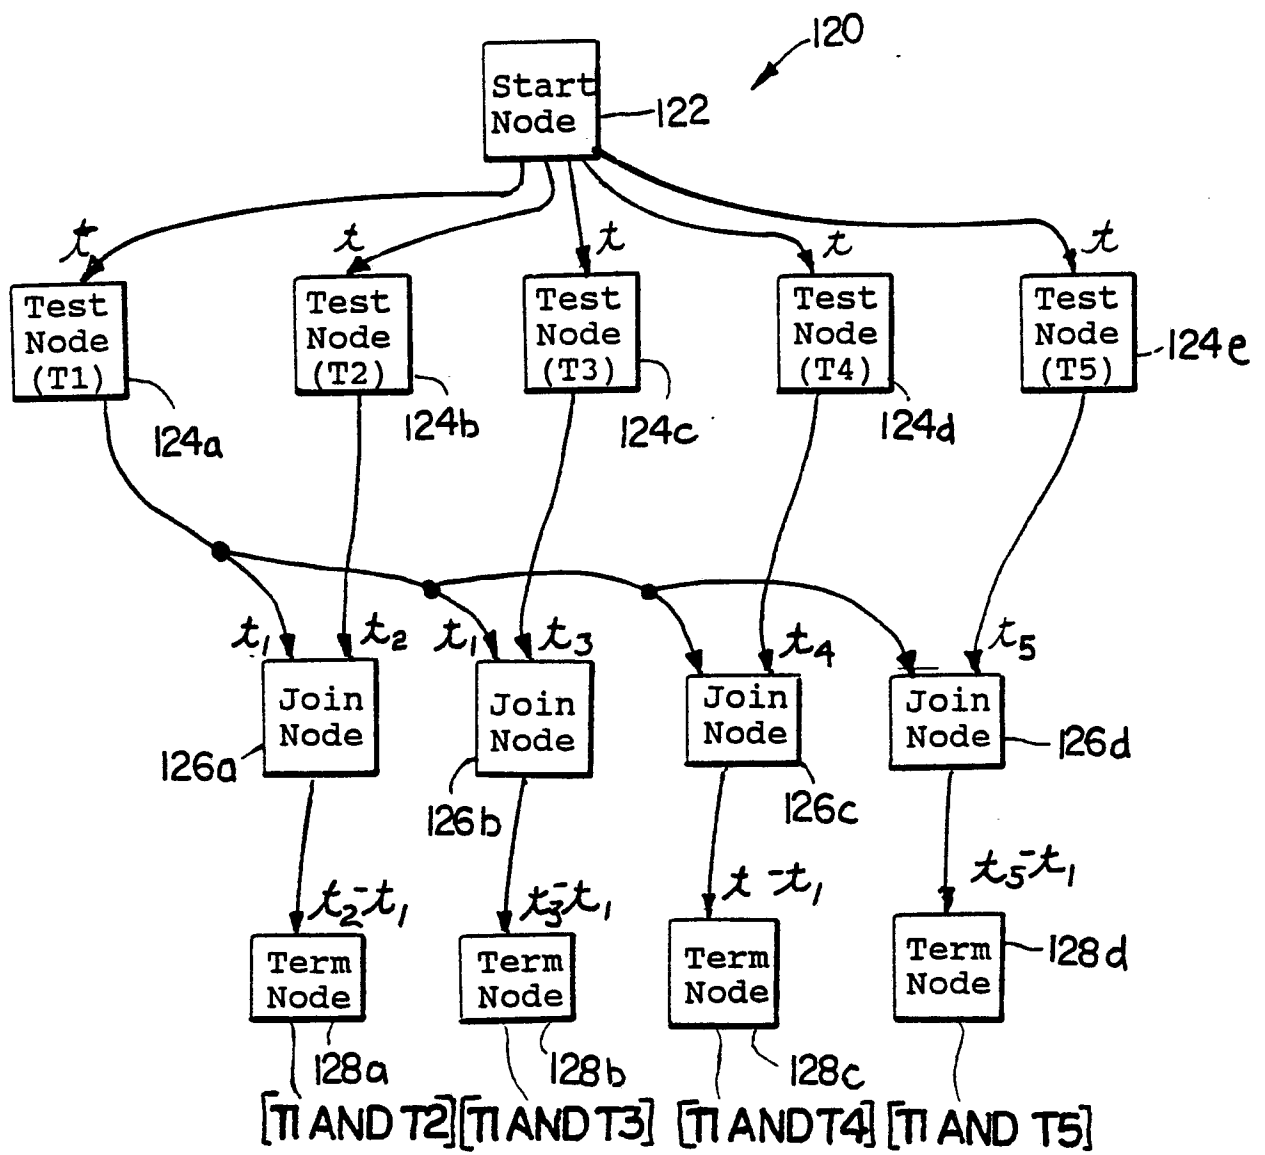 120
Start
Node
122
t
t
t
t
t
Test
Node
(T1)
Test
Node
(T2)
Test
Node
(T3)
Test
Node
(T4)
Test
Node
(T5)
124a
124b
124c
124d
124e
t1
t2
t1
t3
t4
t5
Join
Node
Join
Node
Join
Node
Join
Node
126a
126b
126c
126d
t2-t1
t3-t1
t -t1
t5-t1
Term
Node
Term
Node
Term
Node
Term
Node
128a
128b
128c
128d
[T1 AND T2]
[T1 AND T3]
[T1 AND T4]
[T1 AND T5]